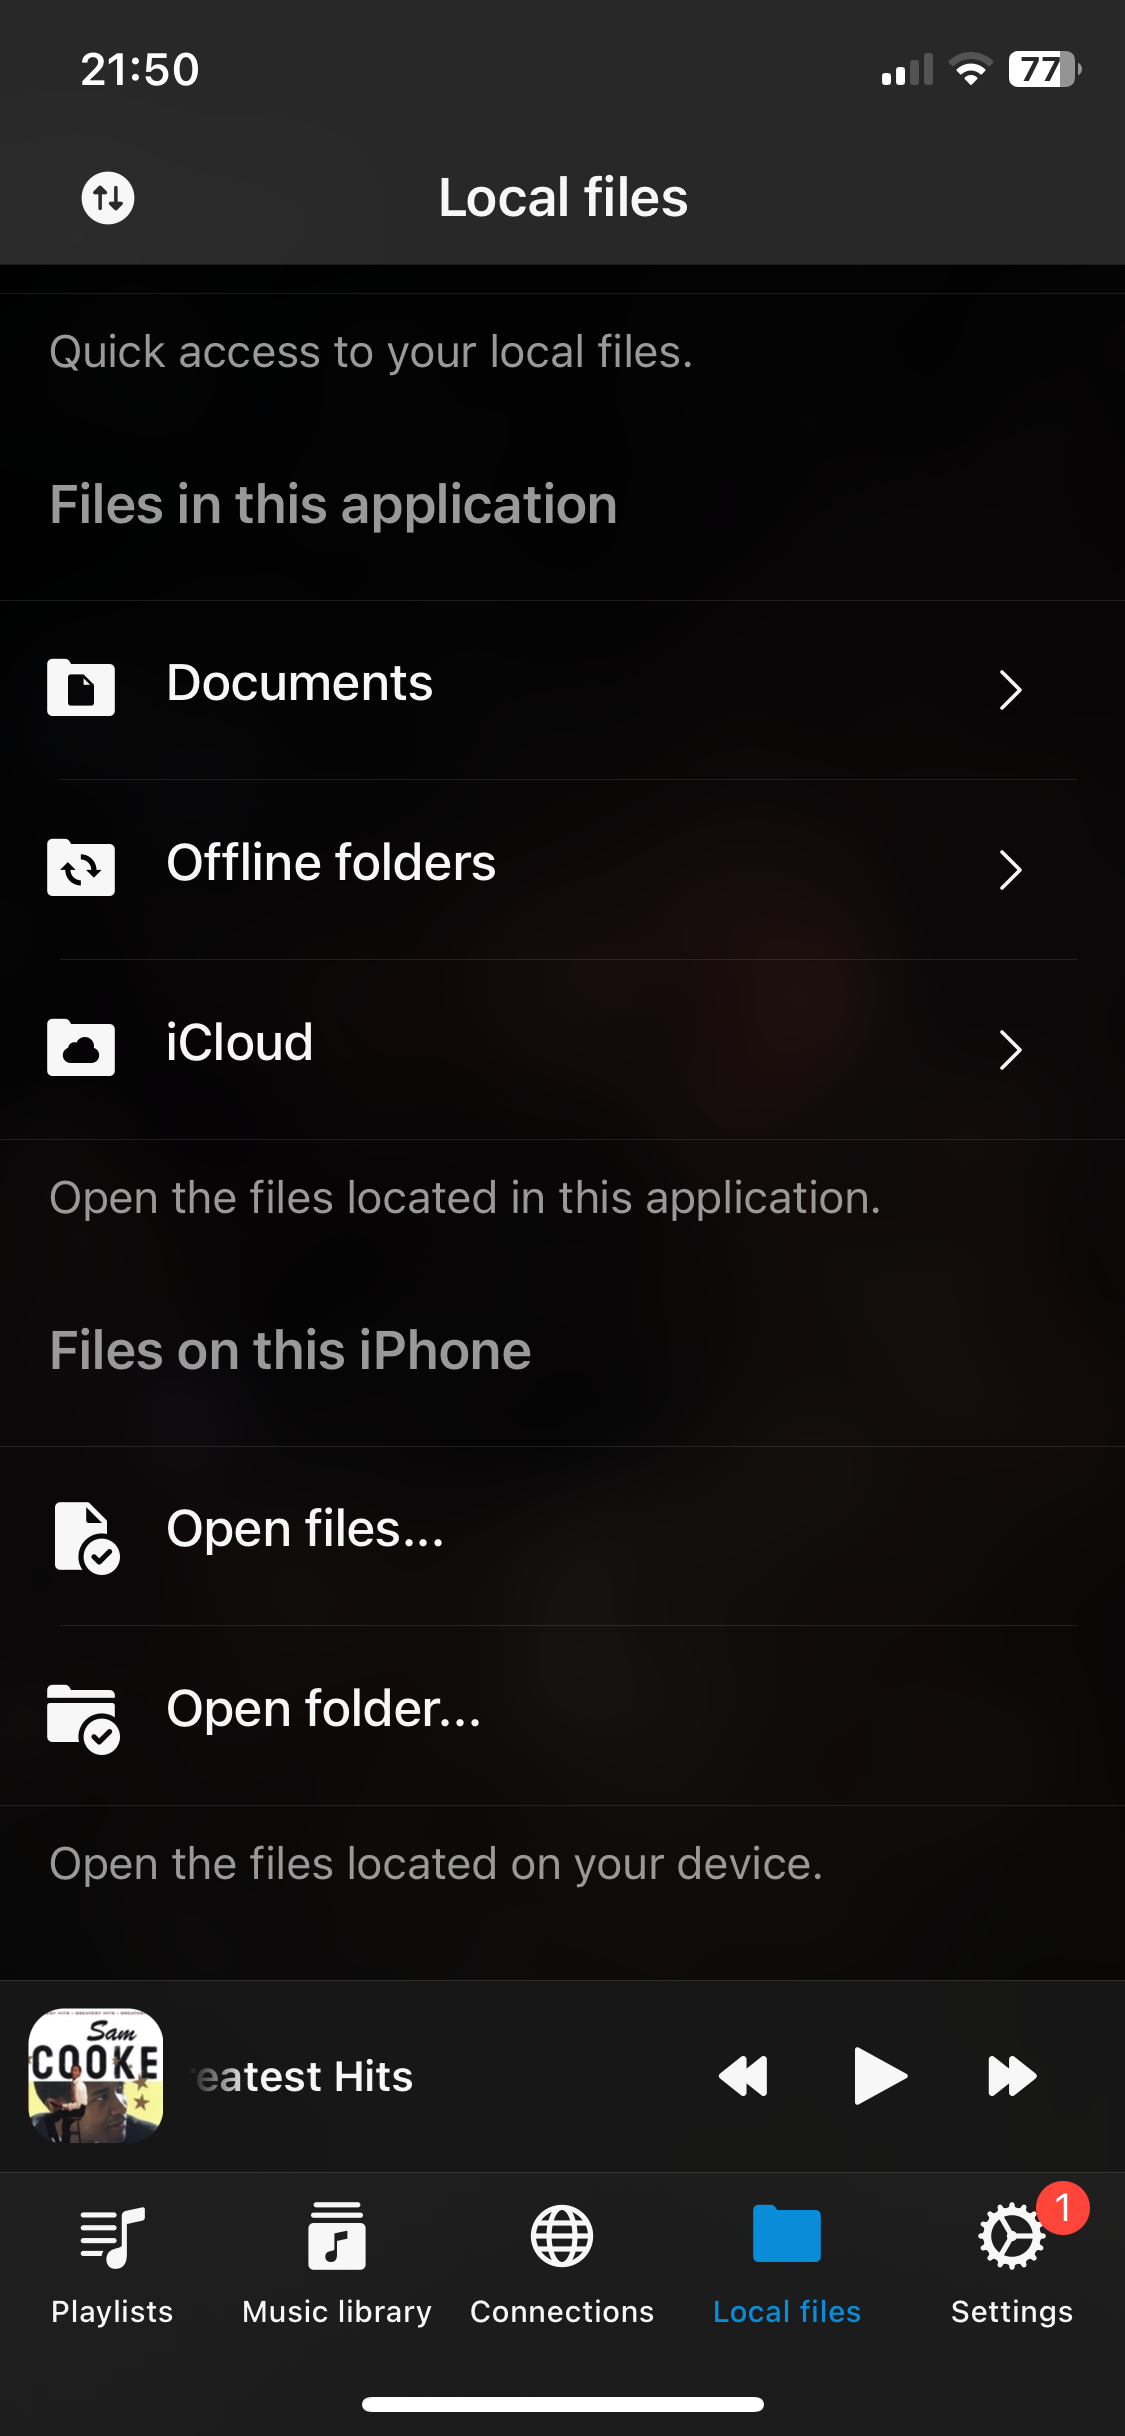 21:50
77
Local files
Quick access to your local files.
Files in this application
Documents
Offline folders
iCloud
Open the files located in this application.
Files on this iPhone
Open files...
Open folder...
Open the files located on your device.
Sam
COOKE
eatest Hits
1
Playlists
Music library
Connections
Local files
Settings